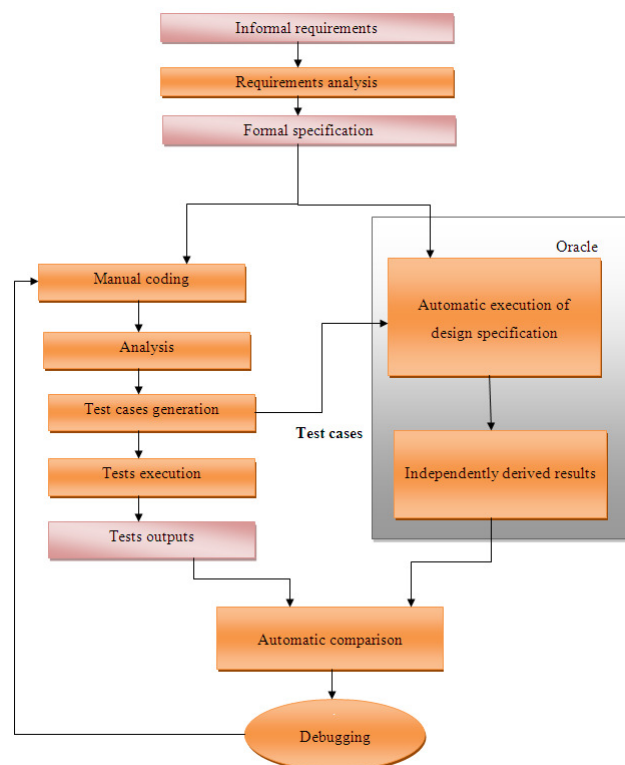 Informal requirements
Requirements analysis
Formal specification
Oracle
Manual coding
Automatic execution of
design specification
Analysis
Test cases generation
Test cases
Tests execution
Independently derived results
Tests outputs
Automatic comparison
Debugging